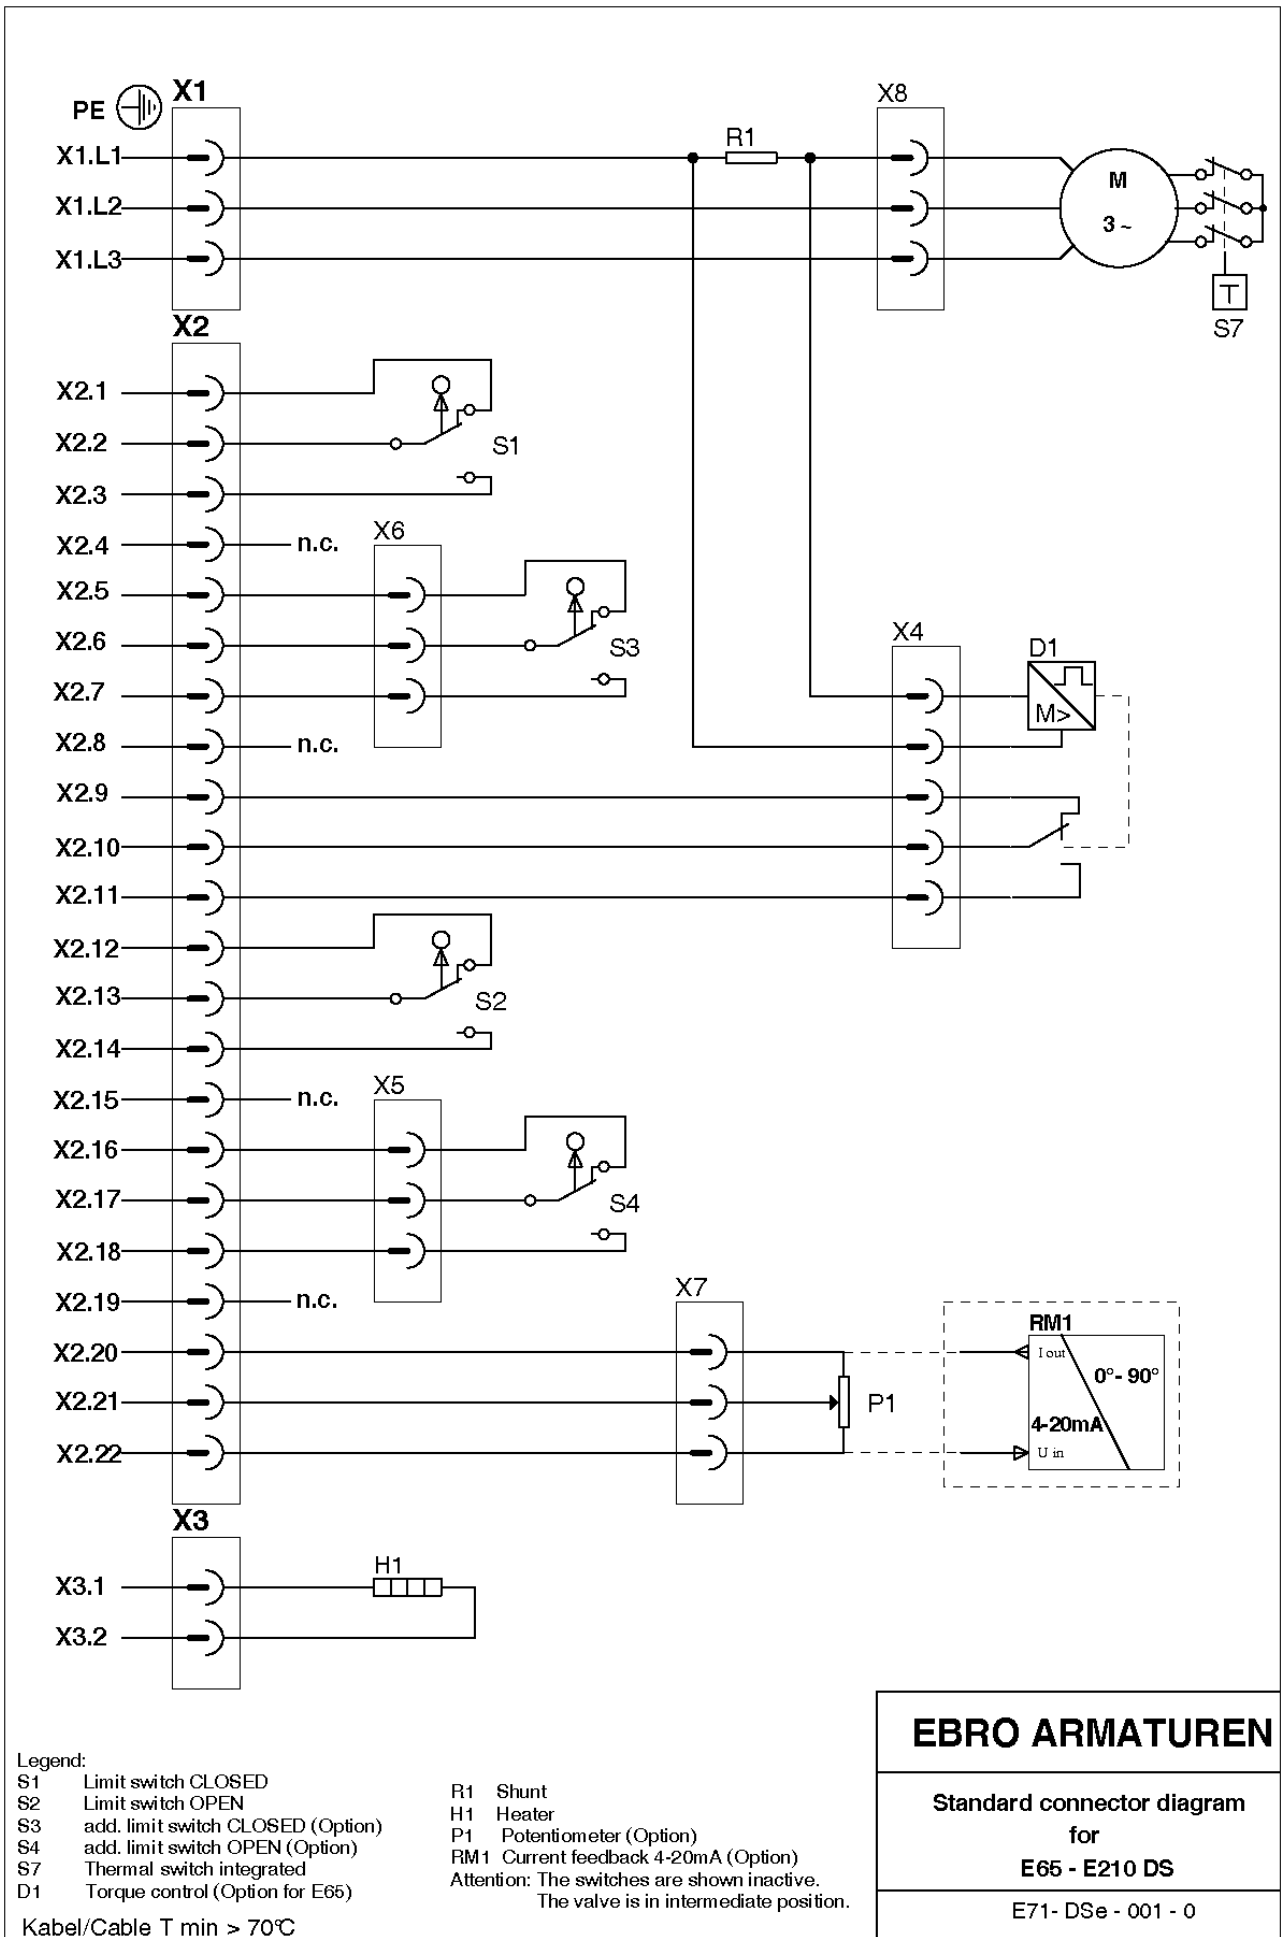 X1
PE
X8
X1.L1
R1
M
3 ~
X1.L2
X1.L3
T
S7
X2
X2.1
X2.2
S1
X2.3
X2.4
n.c.
X6
X2.5
X2.6
S3
X4
D1
X2.7
M>
X2.8
n.c.
X2.9
X2.10
X2.11
X2.12
X2.13
S2
X2.14
X2.15
n.c.
X5
X2.16
X2.17
S4
X2.18
X2.19
n.c.
X7
RM1
X2.20
I out
0°- 90°
X2.21
P1
4-20mA
X2.22
U in
X3
H1
X3.1
X3.2
EBRO ARMATUREN
Standard connector diagram
for
E65 - E210 DS
E71- DSe - 001 - 0
Legend:
S1 Limit switch CLOSED
S2 Limit switch OPEN
S3 add. limit switch CLOSED (Option)
S4 add. limit switch OPEN (Option)
S7 Thermal switch integrated
D1 Torque control (Option for E65)
R1 Shunt
H1 Heater
P1 Potentiometer (Option)
RM1 Current feedback 4-20mA (Option)
Attention: The switches are shown inactive.
The valve is in intermediate position.
Kabel/Cable T min > 70°C